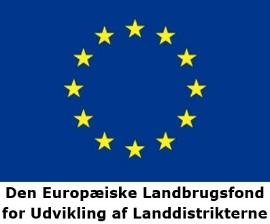 Den Europæiske Landbrugsfond
for Udvikling af Landdistrikterne